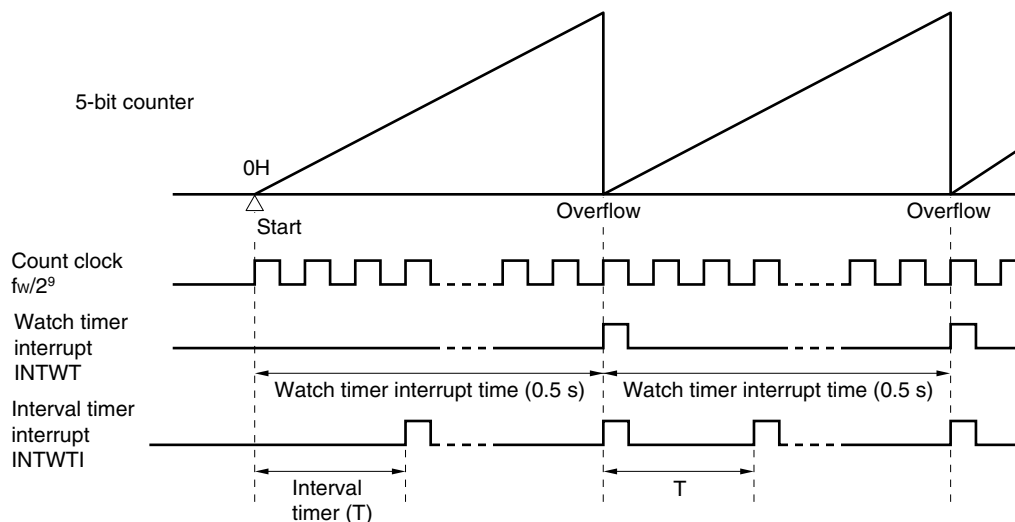 5-bit counter
0H
Start
Overflow
Overflow
Count clock
fw/2⁹
Watch timer
interrupt
INTWT
Watch timer interrupt time (0.5 s)
Watch timer interrupt time (0.5 s)
Interval timer
interrupt
INTWTI
Interval
timer (T)
T